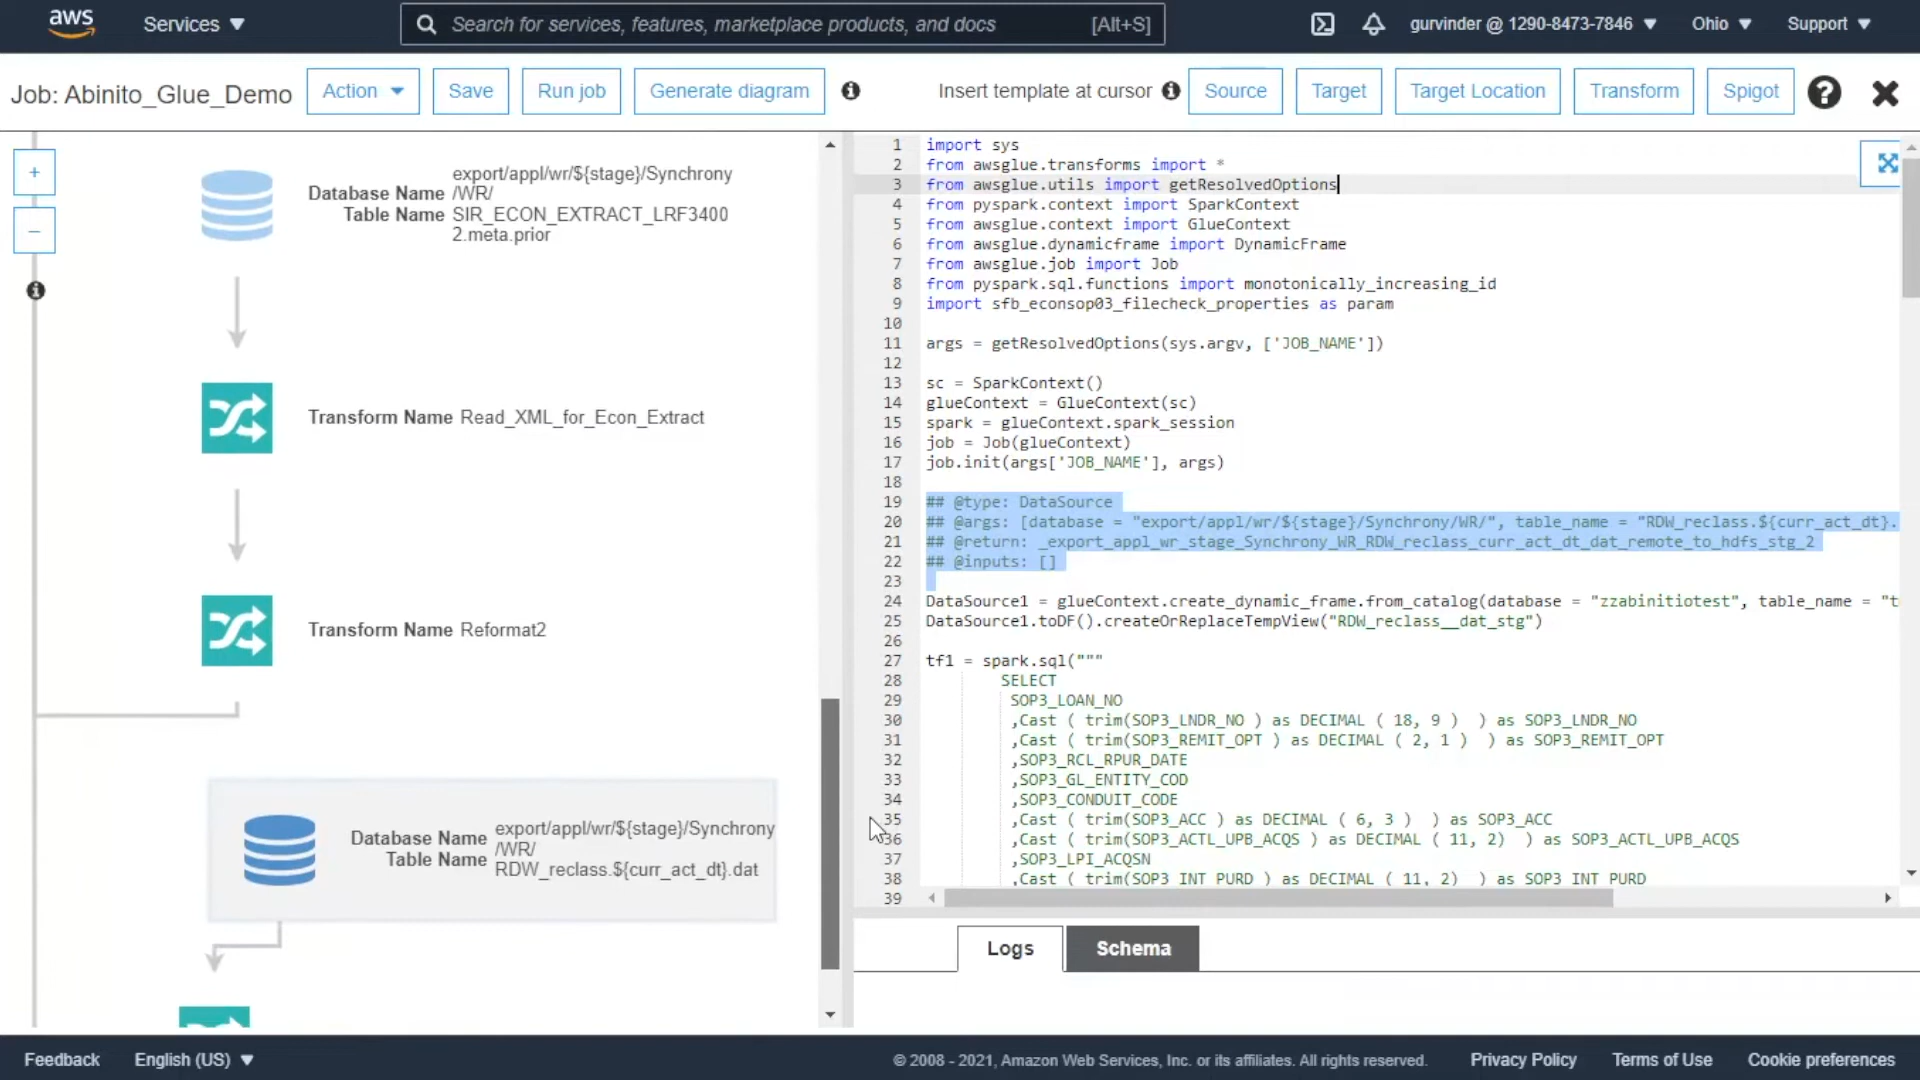 aws
Services
Search for services, features, marketplace products, and docs
[Alt+S]
gurvinder @ 1290-8473-7846
Ohio
Support
Job: Abinito_Glue_Demo
Action
Save
Run job
Generate diagram
Insert template at cursor
Source
Target
Target Location
Transform
Spigot
Database Name export/appl/wr/${stage}/Synchrony
/WR/
Table Name SIR_ECON_EXTRACT_LRF3400
2.meta.prior
Transform Name Read_XML_for_Econ_Extract
Transform Name Reformat2
Database Name export/appl/wr/${stage}/Synchrony
/WR/
Table Name RDW_reclass.${curr_act_dt}.dat
1 import sys
2 from awsglue.transforms import *
3 from awsglue.utils import getResolvedOptions
4 from pyspark.context import SparkContext
5 from awsglue.context import GlueContext
6 from awsglue.dynamicframe import DynamicFrame
7 from awsglue.job import Job
8 from pyspark.sql.functions import monotonically_increasing_id
9 import sfb_econsop03_filecheck_properties as param
10
11 args = getResolvedOptions(sys.argv, ['JOB_NAME'])
12
13 sc = SparkContext()
14 glueContext = GlueContext(sc)
15 spark = glueContext.spark_session
16 job = Job(glueContext)
17 job.init(args['JOB_NAME'], args)
18
19 ## @type: DataSource
20 ## @args: [database = "export/appl/wr/${stage}/Synchrony/WR/", table_name = "RDW_reclass.${curr_act_dt}.
21 ## @return: _export_appl_wr_stage_Synchrony_WR_RDW_reclass_curr_act_dt_dat_remote_to_hdfs_stg_2
22 ## @inputs: []
23
24 DataSource1 = glueContext.create_dynamic_frame.from_catalog(database = "zzabinitiotest", table_name = "t
25 DataSource1.toDF().createOrReplaceTempView("RDW_reclass__dat_stg")
26
27 tf1 = spark.sql("""
28 SELECT
29 SOP3_LOAN_NO
30 ,Cast ( trim(SOP3_LNDR_NO ) as DECIMAL ( 18, 9 ) ) as SOP3_LNDR_NO
31 ,Cast ( trim(SOP3_REMIT_OPT ) as DECIMAL ( 2, 1 ) ) as SOP3_REMIT_OPT
32 ,SOP3_RCL_RPUR_DATE
33 ,SOP3_GL_ENTITY_COD
34 ,SOP3_CONDUIT_CODE
35 ,Cast ( trim(SOP3_ACC ) as DECIMAL ( 6, 3 ) ) as SOP3_ACC
36 ,Cast ( trim(SOP3_ACTL_UPB_ACQS ) as DECIMAL ( 11, 2) ) as SOP3_ACTL_UPB_ACQS
37 ,SOP3_LPI_ACQSN
38 ,Cast ( trim(SOP3_INT_PURD ) as DECIMAL ( 11, 2) ) as SOP3_INT_PURD
39
Logs
Schema
Feedback
English (US)
© 2008 - 2021, Amazon Web Services, Inc. or its affiliates. All rights reserved.
Privacy Policy
Terms of Use
Cookie preferences